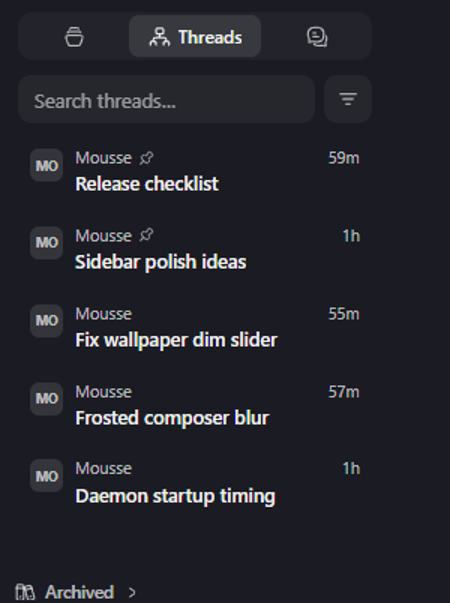 Threads
Search threads...
MO Mousse 59m
Release checklist
MO Mousse 1h
Sidebar polish ideas
MO Mousse 55m
Fix wallpaper dim slider
MO Mousse 57m
Frosted composer blur
MO Mousse 1h
Daemon startup timing
Archived